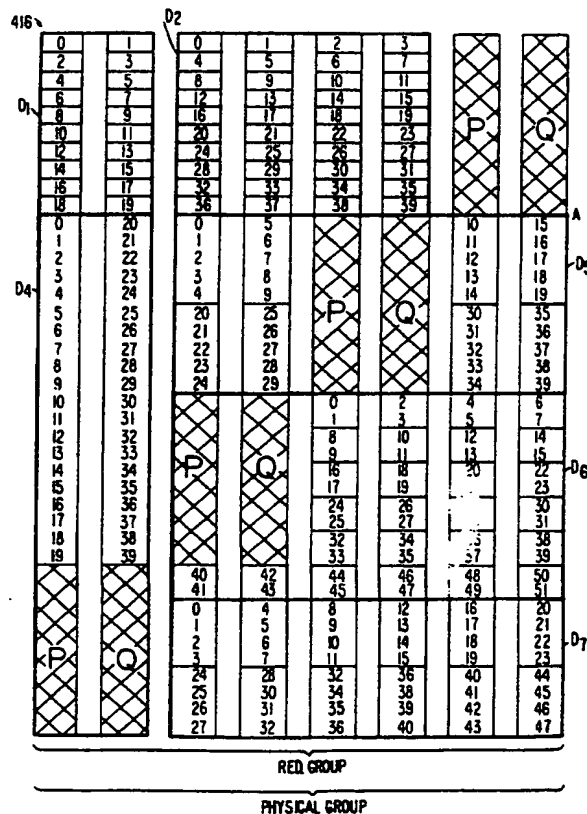 416 D2
0 1 0 1 2 3
2 3 4 5 6 7
4 5 8 9 10 11
D1 6 7 12 13 14 15
8 9 16 17 18 19
10 11 20 21 22 23 P Q
12 13 24 25 26 27
14 15 28 29 30 31
16 17 32 33 34 35
18 19 36 37 38 39
A
0 20 0 5 10 15
1 21 1 6 11 16
2 22 2 7 12 17 D5
3 23 3 8 13 18
D4 4 24 4 9 14 19
5 25 20 25 P Q 30 35
6 26 21 26 31 36
7 27 22 27 32 37
8 28 23 28 33 38
9 29 24 29 34 39
10 30 0 2 4 6
11 31 1 3 5 7
12 32 8 10 12 14
13 33 9 11 13 15
14 34 P Q 16 18 20 22 D6
15 35 17 19 23
16 36 24 26 30
17 37 25 27 31
18 38 32 34 38
19 39 33 35 39
40 42 44 46 48 50
41 43 45 47 49 51
0 4 8 12 16 20
1 5 9 13 17 21
P Q 2 6 10 14 18 22 D7
3 7 11 15 19 23
24 28 32 36 40 44
25 30 34 38 41 45
26 31 35 39 42 46
27 32 36 40 43 47
RED. GROUP
PHYSICAL GROUP